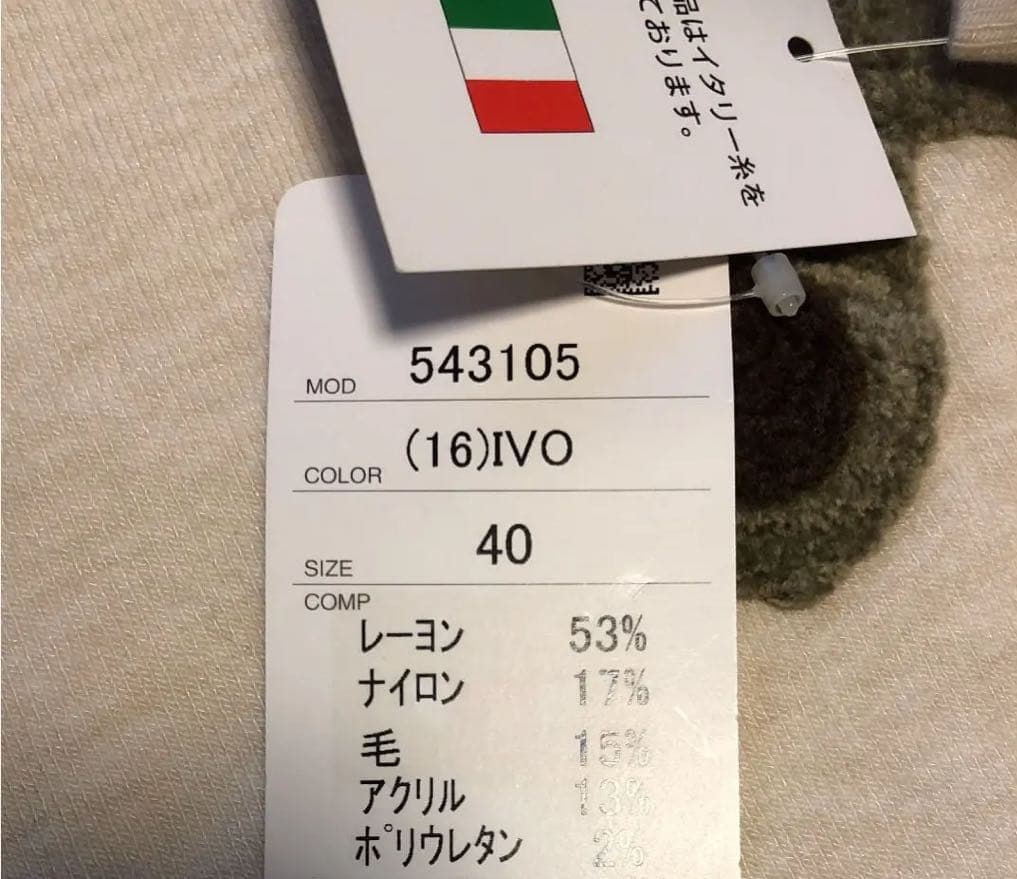 品はイタリー糸を
ております。
MOD 543105
COLOR (16)IVO
SIZE 40
COMP
レーヨン 53%
ナイロン 17%
毛 15%
アクリル 13%
ポリウレタン 2%